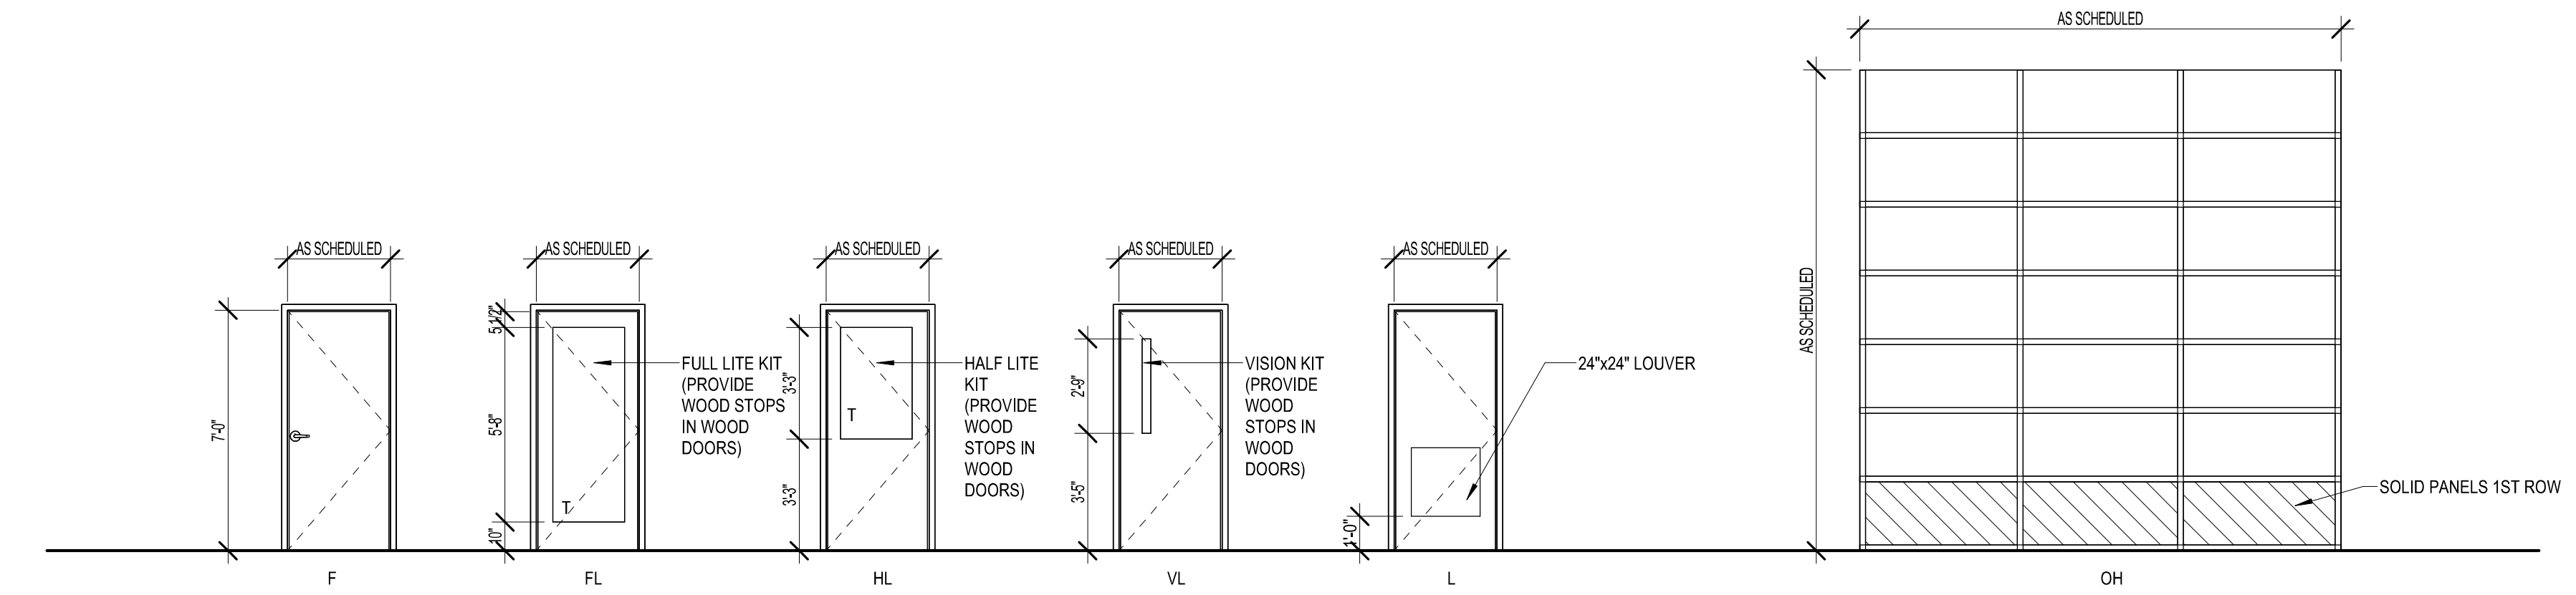 AS SCHEDULED
AS SCHEDULED
AS SCHEDULED
AS SCHEDULED
AS SCHEDULED
AS SCHEDULED
AS SCHEDULED
7'-0"
5 1/2"
5'-8"
10"
T
FULL LITE KIT
(PROVIDE
WOOD STOPS
IN WOOD
DOORS)
3'-3"
3'-3"
T
HALF LITE
KIT
(PROVIDE
WOOD
STOPS IN
WOOD
DOORS)
2'-9"
3'-5"
VISION KIT
(PROVIDE
WOOD
STOPS IN
WOOD
DOORS)
1'-0"
24"x24" LOUVER
SOLID PANELS 1ST ROW
F
FL
HL
VL
L
OH